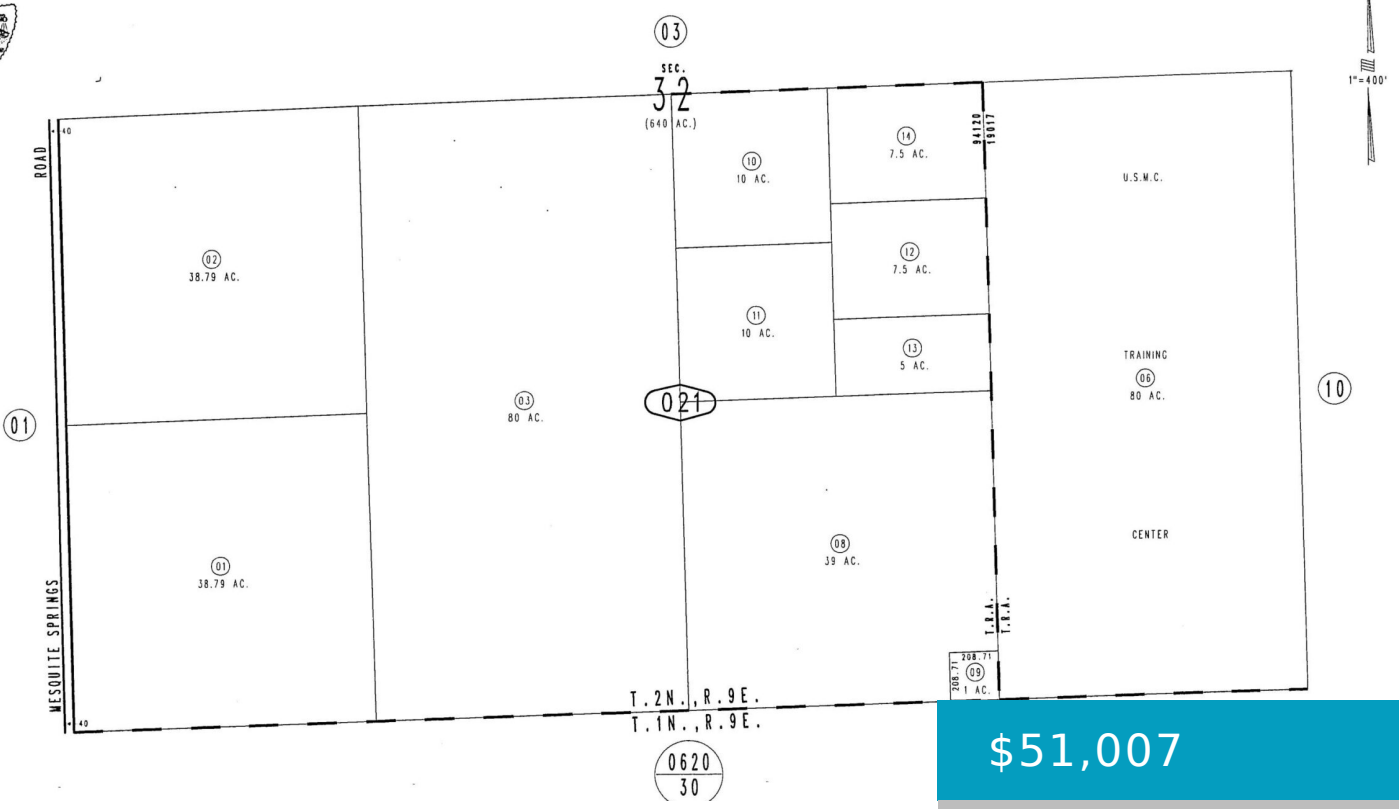 03
SEC.
32
(640 AC.)
1"=400'
40
ROAD
94120
19017
14
7.5 AC.
10
10 AC.
U.S.M.C.
02
38.79 AC.
12
7.5 AC.
11
10 AC.
13
5 AC.
TRAINING
06
80 AC.
03
80 AC.
021
01
10
CENTER
08
39 AC.
01
38.79 AC.
MESQUITE SPRINGS
T.R.A.
T.R.A.
208.71
208.71
09
1 AC.
40
T.2N.,R.9E.
T.1N.,R.9E.
0620
30
$51,007